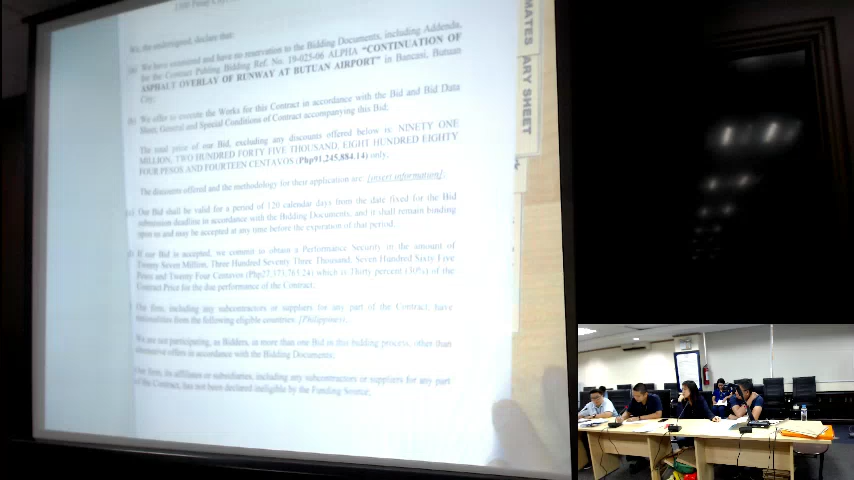 We, the undersigned, declare that:
(a) We have examined and have no reservation to the Bidding Documents, including Addenda,
for the Contract Public Bidding Ref. No. 19-025-06 ALPHA "CONTINUATION OF
ASPHALT OVERLAY OF RUNWAY AT BUTUAN AIRPORT" in Bancasi, Butuan
City;
(b) We offer to execute the Works for this Contract in accordance with the Bid and Bid Data
Sheet, General and Special Conditions of Contract accompanying this Bid;
The total price of our Bid, excluding any discounts offered below is: NINETY ONE
MILLION, TWO HUNDRED FORTY FIVE THOUSAND, EIGHT HUNDRED EIGHTY
FOUR PESOS AND FOURTEEN CENTAVOS (Php91,245,884.14) only,
The discounts offered and the methodology for their application are: [insert information];
(c) Our Bid shall be valid for a period of 120 calendar days from the date fixed for the Bid
submission deadline in accordance with the Bidding Documents, and it shall remain binding
upon us and may be accepted at any time before the expiration of that period;
If our Bid is accepted, we commit to obtain a Performance Security in the amount of
Twenty Seven Million, Three Hundred Seventy Three Thousand, Seven Hundred Sixty Five
Pesos and Twenty Four Centavos (Php27,373,765.24) which is Thirty percent (30%) of the
Contract Price for the due performance of the Contract;
Our firm, including any subcontractors or suppliers for any part of the Contract, have
nationalities from the following eligible countries: [Philippines];
We are not participating, as Bidders, in more than one Bid in this bidding process, other than
alternative offers in accordance with the Bidding Documents;
Our firm, its affiliates or subsidiaries, including any subcontractors or suppliers for any part
of the Contract, has not been declared ineligible by the Funding Source;
MATES
ARY SHEET